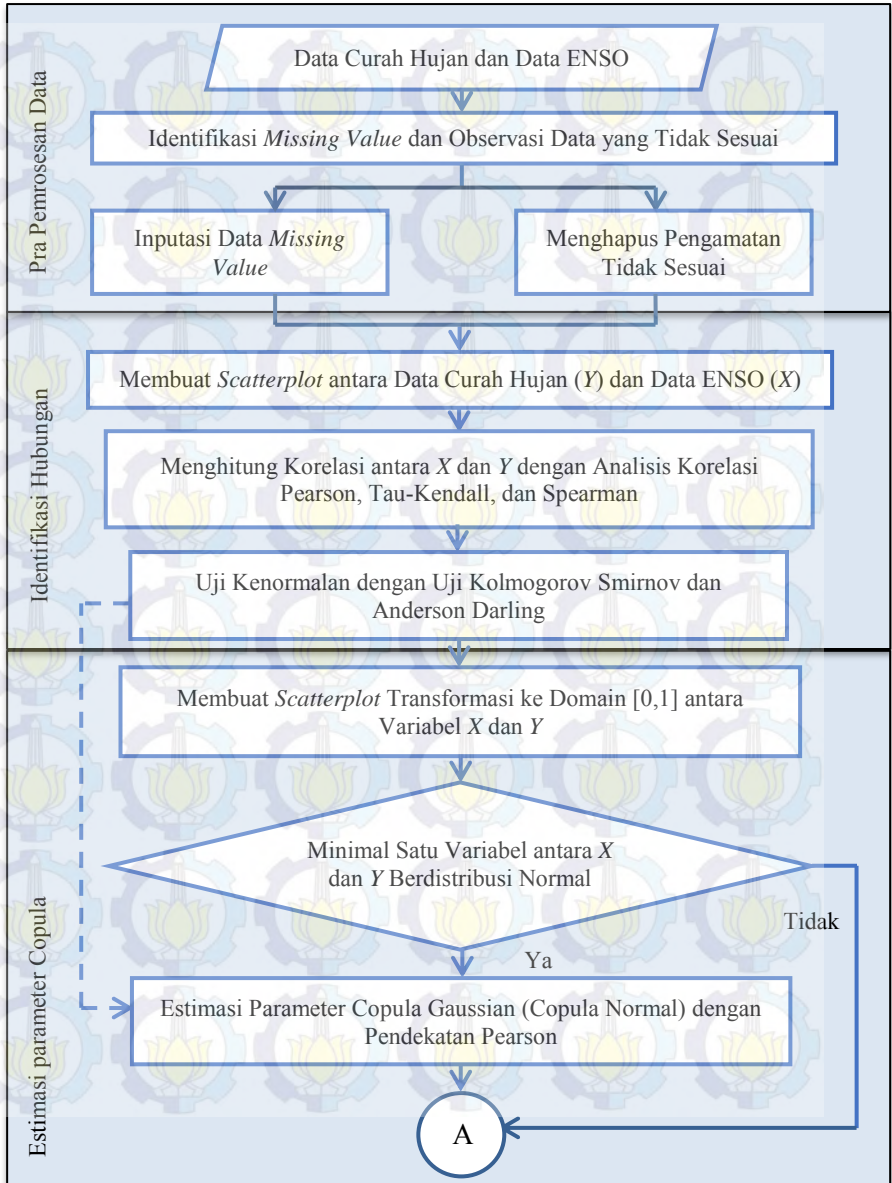 Pra Pemrosesan Data
Data Curah Hujan dan Data ENSO
Identifikasi Missing Value dan Observasi Data yang Tidak Sesuai
Inputasi Data Missing
Value
Menghapus Pengamatan
Tidak Sesuai
Identifikasi Hubungan
Membuat Scatterplot antara Data Curah Hujan (Y) dan Data ENSO (X)
Menghitung Korelasi antara X dan Y dengan Analisis Korelasi
Pearson, Tau-Kendall, dan Spearman
Uji Kenormalan dengan Uji Kolmogorov Smirnov dan
Anderson Darling
Estimasi parameter Copula
Membuat Scatterplot Transformasi ke Domain [0,1] antara
Variabel X dan Y
Minimal Satu Variabel antara X
dan Y Berdistribusi Normal
Tidak
Ya
Estimasi Parameter Copula Gaussian (Copula Normal) dengan
Pendekatan Pearson
A